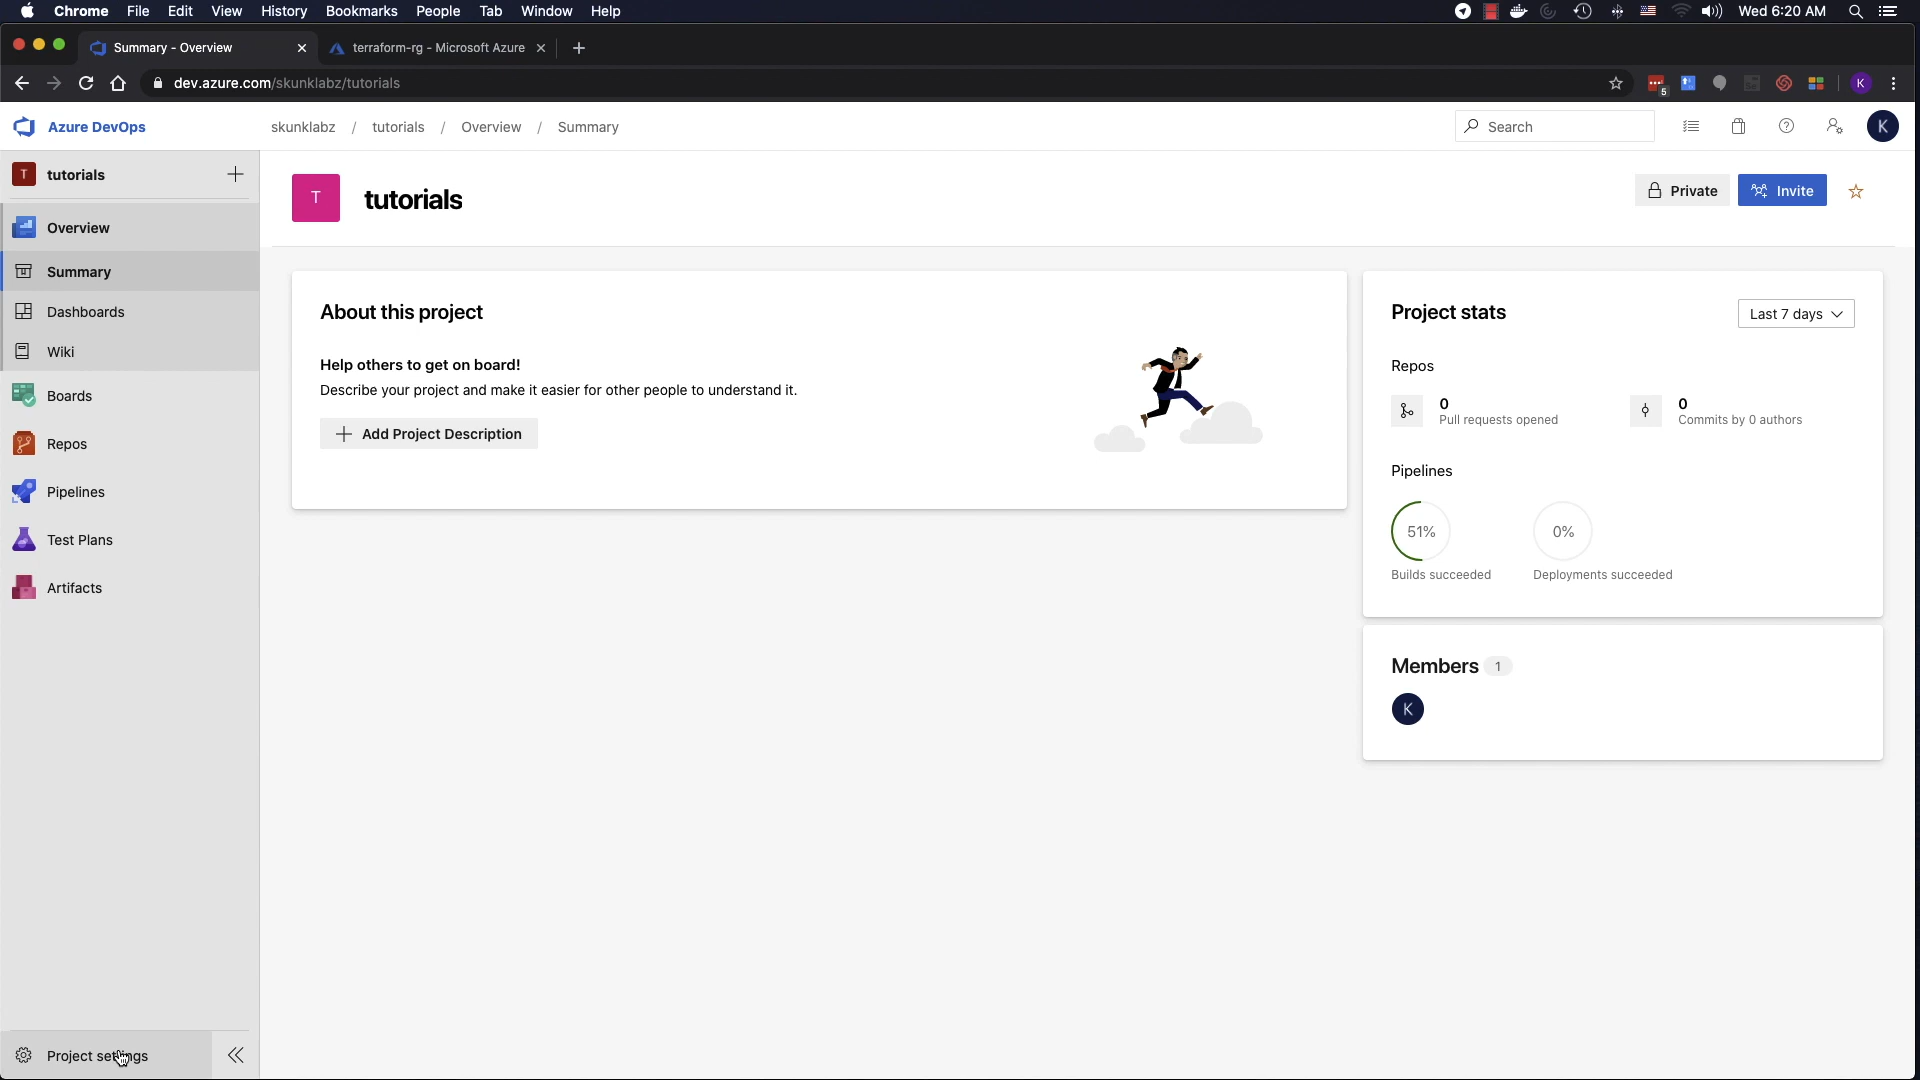 Chrome File Edit View History Bookmarks People Tab Window Help Wed 6:20 AM
Summary - Overview terraform-rg - Microsoft Azure
dev.azure.com/skunklabz/tutorials 5 K
Azure DevOps skunklabz / tutorials / Overview / Summary Search K
T tutorials
T tutorials Private Invite
Overview
Summary
Dashboards
Wiki
Boards
Repos
Pipelines
Test Plans
Artifacts
Project settings
About this project
Help others to get on board!
Describe your project and make it easier for other people to understand it.
Add Project Description
Project stats Last 7 days
Repos
0 0
Pull requests opened Commits by 0 authors
Pipelines
51% 0%
Builds succeeded Deployments succeeded
Members 1
K